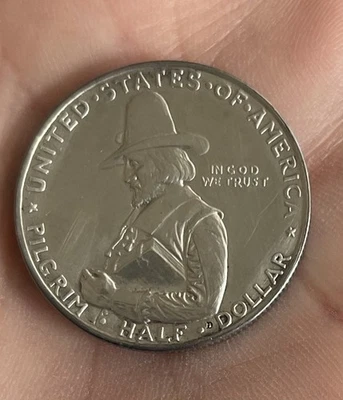 UNITED·STATES·OF·AMERICA
IN GOD
WE TRUST
PILGRIM HALF DOLLAR